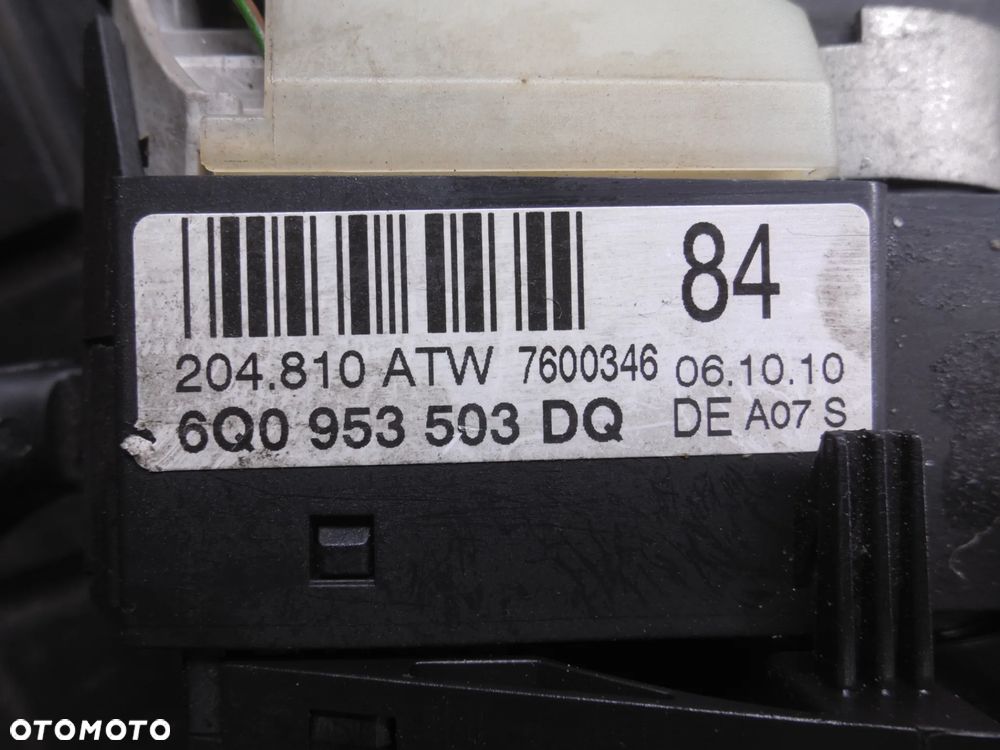 84
204.810 ATW 7600346 06.10.10
6Q0 953 503 DQ DE A07 S
OTOMOTO